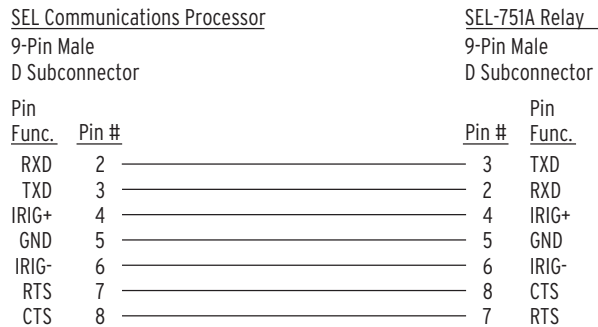 SEL Communications Processor SEL-751A Relay
9-Pin Male 9-Pin Male
D Subconnector D Subconnector
Pin Pin
Func. Pin # Pin # Func.
RXD 2 3 TXD
TXD 3 2 RXD
IRIG+ 4 4 IRIG+
GND 5 5 GND
IRIG- 6 6 IRIG-
RTS 7 8 CTS
CTS 8 7 RTS